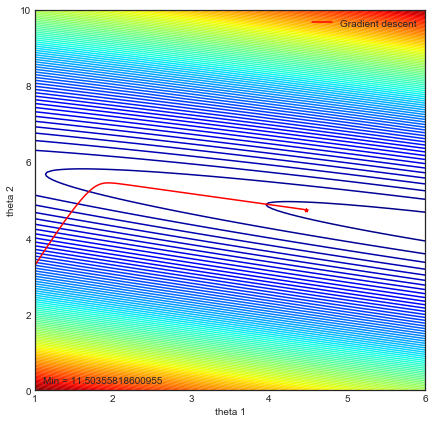 10
Gradient descent
8
6
theta 2
4
2
Min = 11.50355818600955
0
1 2 3 4 5 6
theta 1